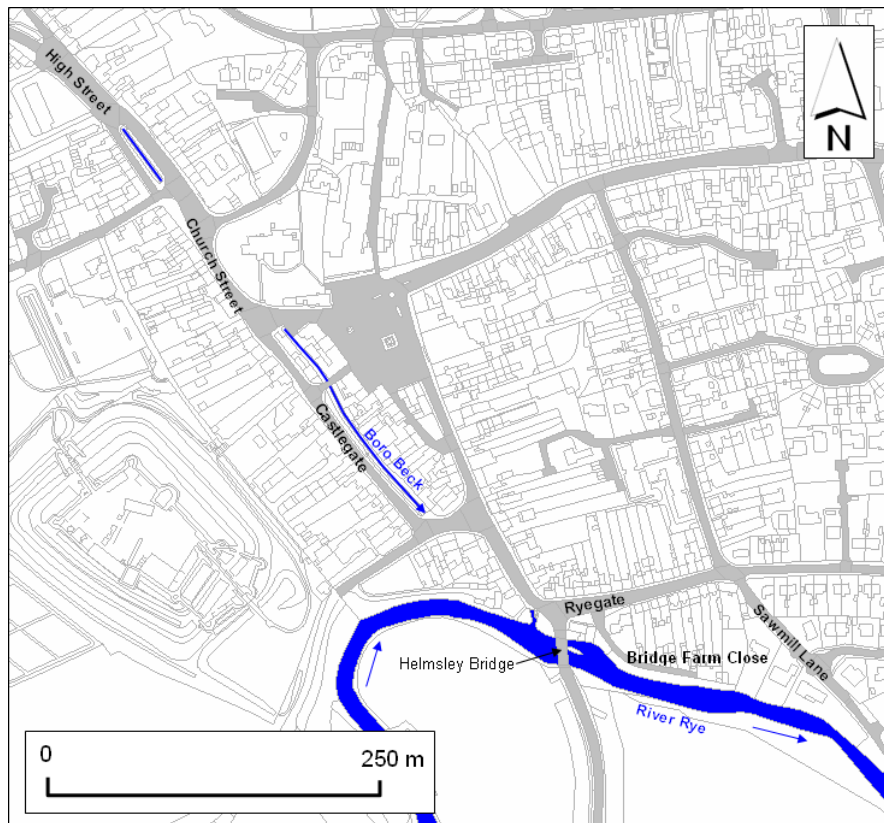 High Street
N
Church Street
Castlegate
Boro Beck
Ryegate
Sawmill Lane
Helmsley Bridge
Bridge Farm Close
River Rye
0
250 m